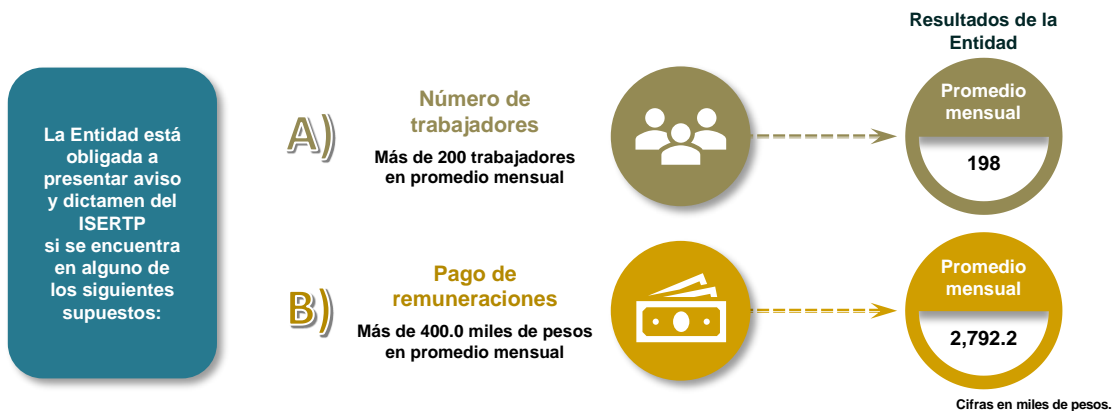 La Entidad está
obligada a
presentar aviso
y dictamen del
ISERTP
si se encuentra
en alguno de
los siguientes
supuestos:
A)
Número de
trabajadores
Más de 200 trabajadores
en promedio mensual
Resultados de la
Entidad
Promedio
mensual
198
B)
Pago de
remuneraciones
Más de 400.0 miles de pesos
en promedio mensual
Promedio
mensual
2,792.2
Cifras en miles de pesos.